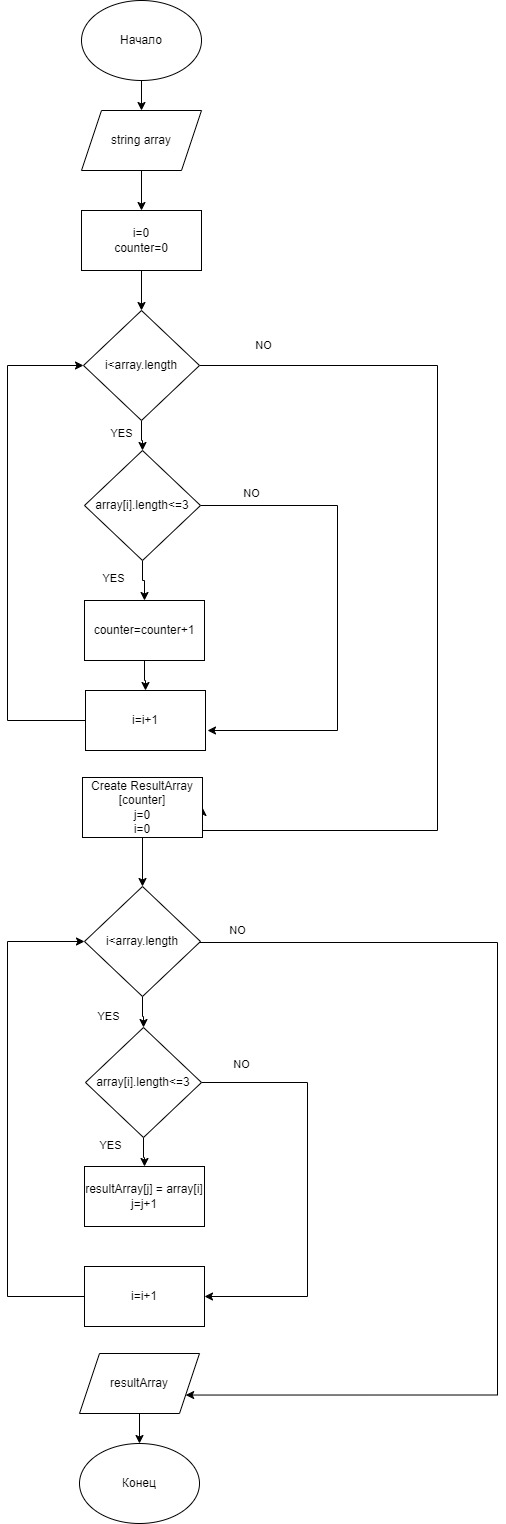 Начало
string array
i=0
counter=0
i<array.length
NO
YES
array[i].length<=3
NO
YES
counter=counter+1
i=i+1
Create ResultArray
[counter]
j=0
i=0
i<array.length
NO
YES
array[i].length<=3
NO
YES
resultArray[j] = array[i]
j=j+1
i=i+1
resultArray
Конец